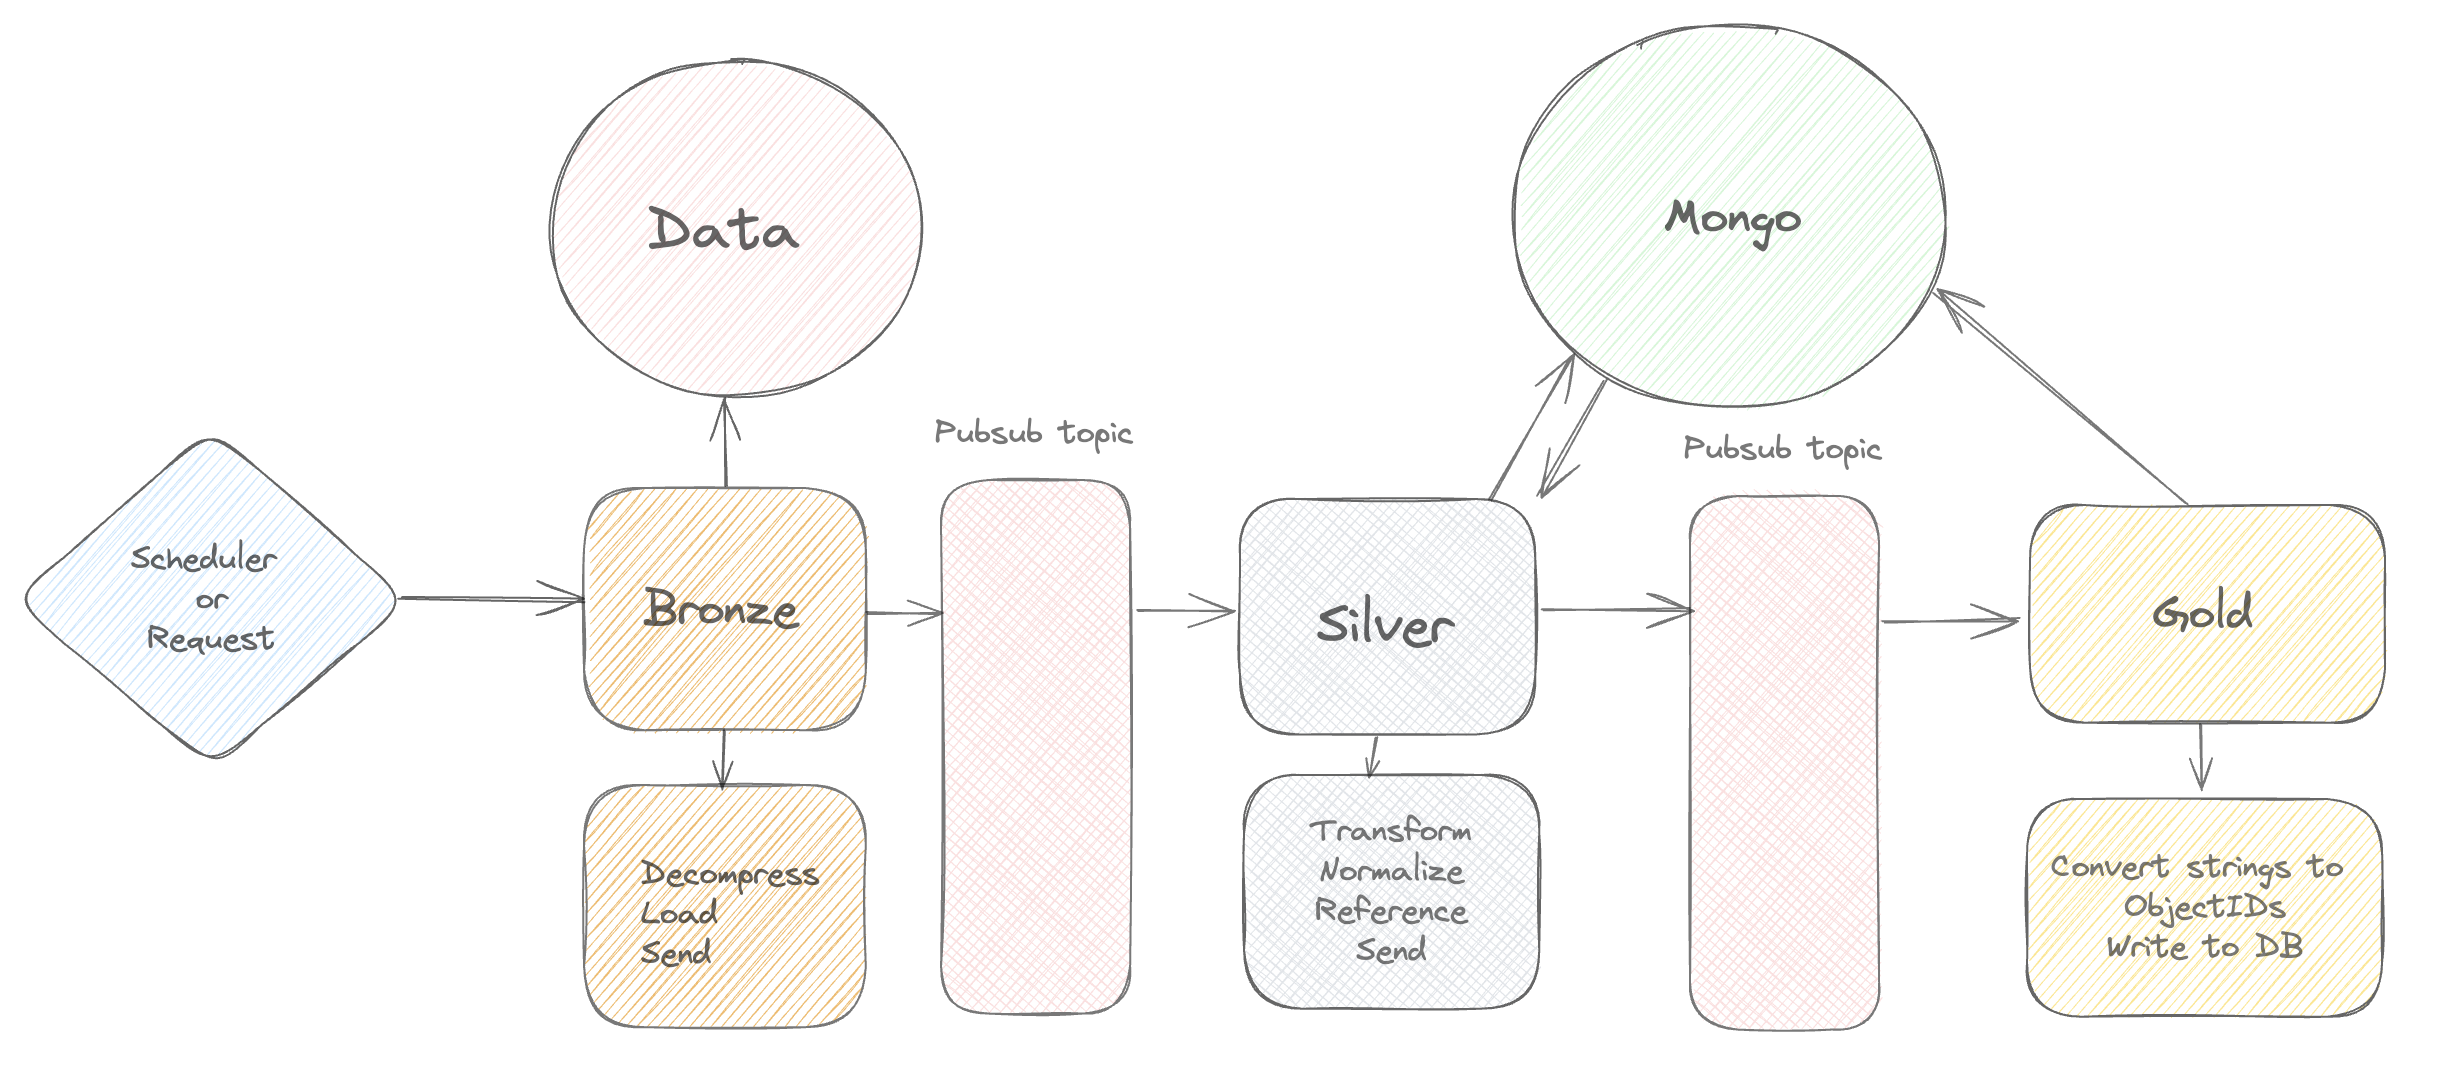 Data
Mongo
Pubsub topic
Pubsub topic
Scheduler
or
Request
Bronze
Silver
Gold
Decompress
Load
Send
Transform
Normalize
Reference
Send
Convert strings to
ObjectIDs
Write to DB